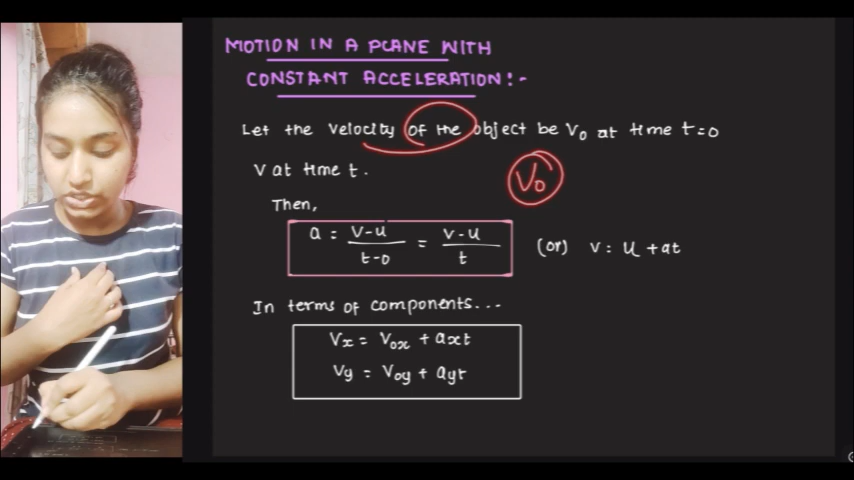 MOTION IN A PLANE WITH
CONSTANT ACCELERATION!-
Let the velocity of the object be V₀ at time t=0
V at time t.
V₀
Then,
a = v-u/t-0 = v-u/t (or) v = u + at
In terms of components...
Vx = V₀x + axt
Vy = V₀y + ayt